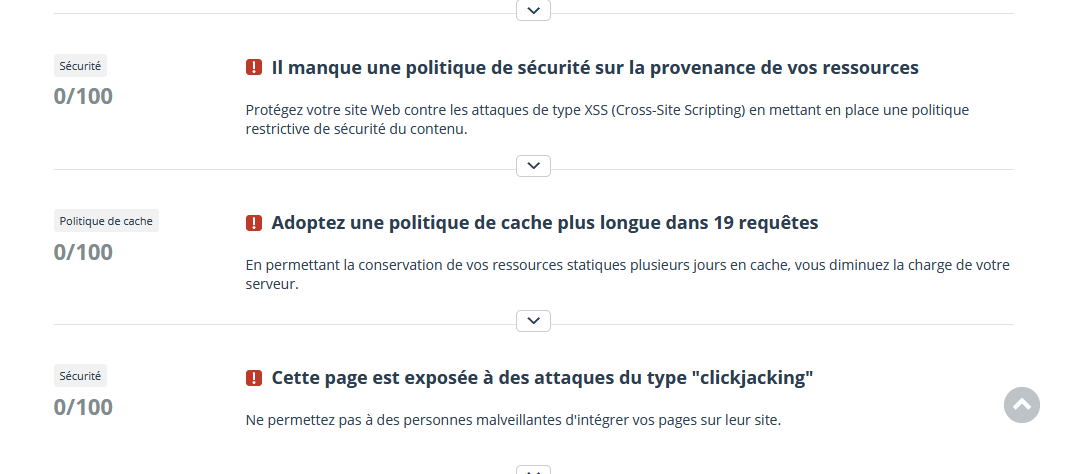 Sécurité
0/100
Il manque une politique de sécurité sur la provenance de vos ressources
Protégez votre site Web contre les attaques de type XSS (Cross-Site Scripting) en mettant en place une politique
restrictive de sécurité du contenu.
Politique de cache
0/100
Adoptez une politique de cache plus longue dans 19 requêtes
En permettant la conservation de vos ressources statiques plusieurs jours en cache, vous diminuez la charge de votre
serveur.
Sécurité
0/100
Cette page est exposée à des attaques du type "clickjacking"
Ne permettez pas à des personnes malveillantes d'intégrer vos pages sur leur site.